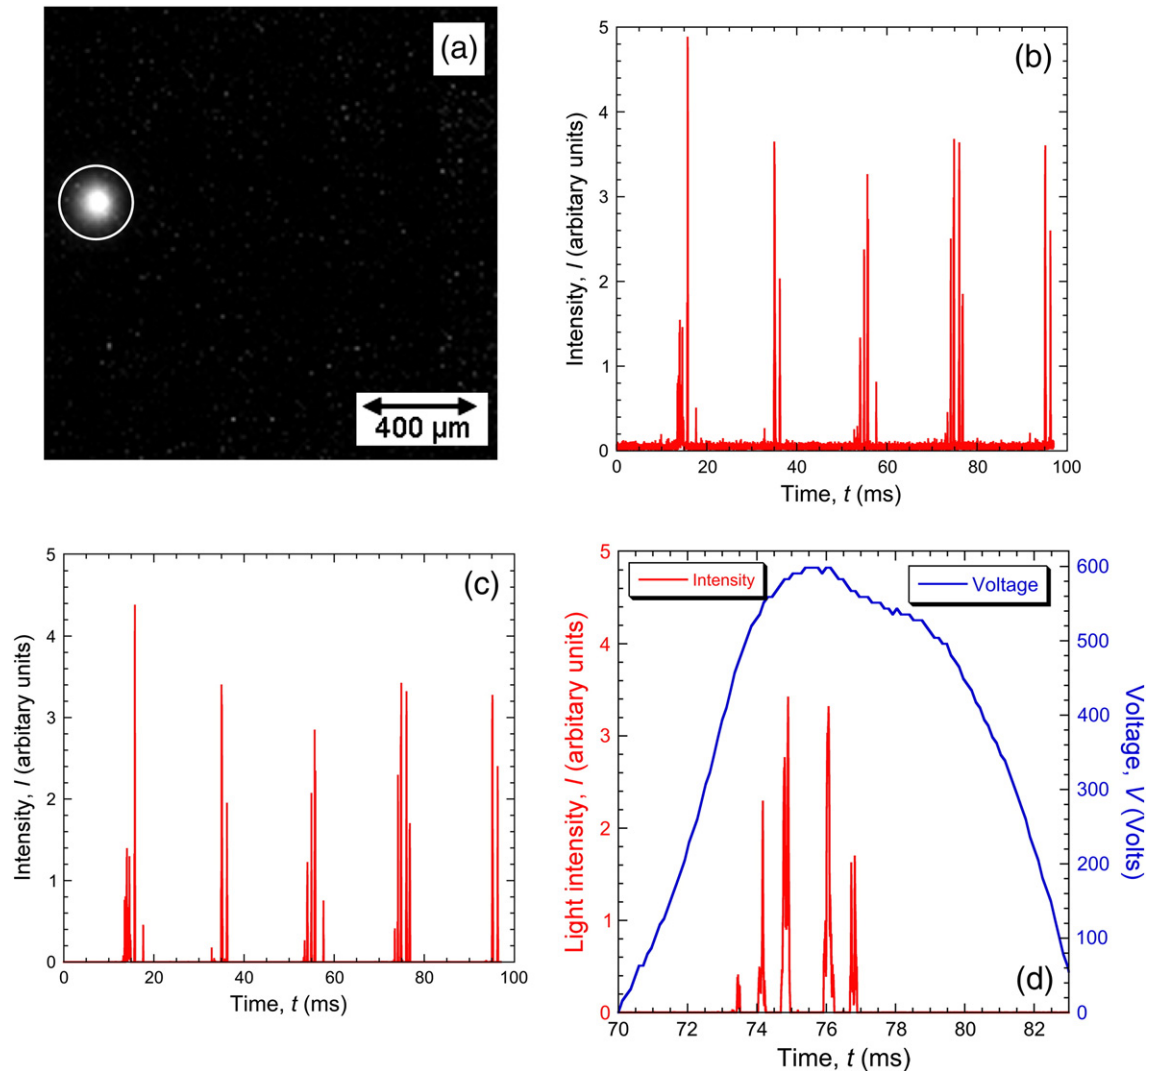 (a)
400 µm
(b)
Intensity, I (arbitary units)
5
4
3
2
1
0
0 20 40 60 80 100
Time, t (ms)
(c)
Intensity, I (arbitary units)
5
4
3
2
1
0
0 20 40 60 80 100
Time, t (ms)
(d)
Intensity
Voltage
Light intensity, I (arbitary units)
5
4
3
2
1
0
70 72 74 76 78 80 82
Time, t (ms)
600
500
400
300
200
100
0
Voltage, V (Volts)